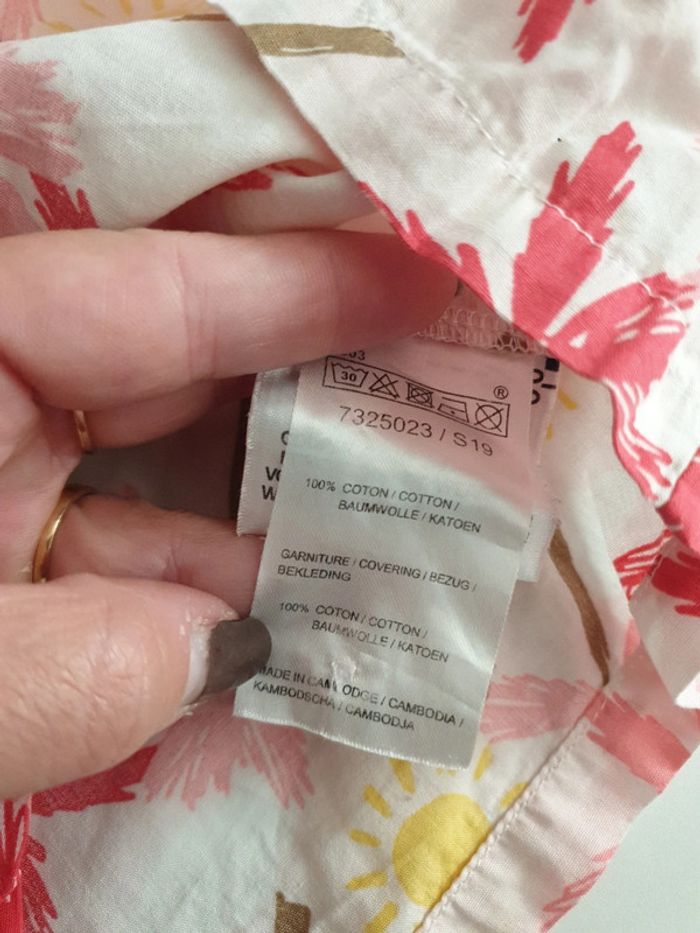 30
®
7325023 / S19
100% COTON / COTTON /
BAUMWOLLE / KATOEN
GARNITURE / COVERING / BEZUG /
BEKLEDING
100% COTON / COTTON /
BAUMWOLLE / KATOEN
MADE IN CAMBODGE / CAMBODIA /
KAMBODSCHA / CAMBODJA